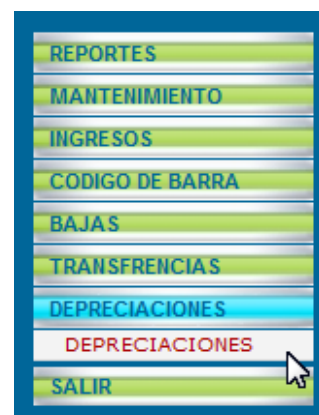 REPORTES
MANTENIMIENTO
INGRESOS
CODIGO DE BARRA
BAJAS
TRANSFRENCIAS
DEPRECIACIONES
DEPRECIACIONES
SALIR